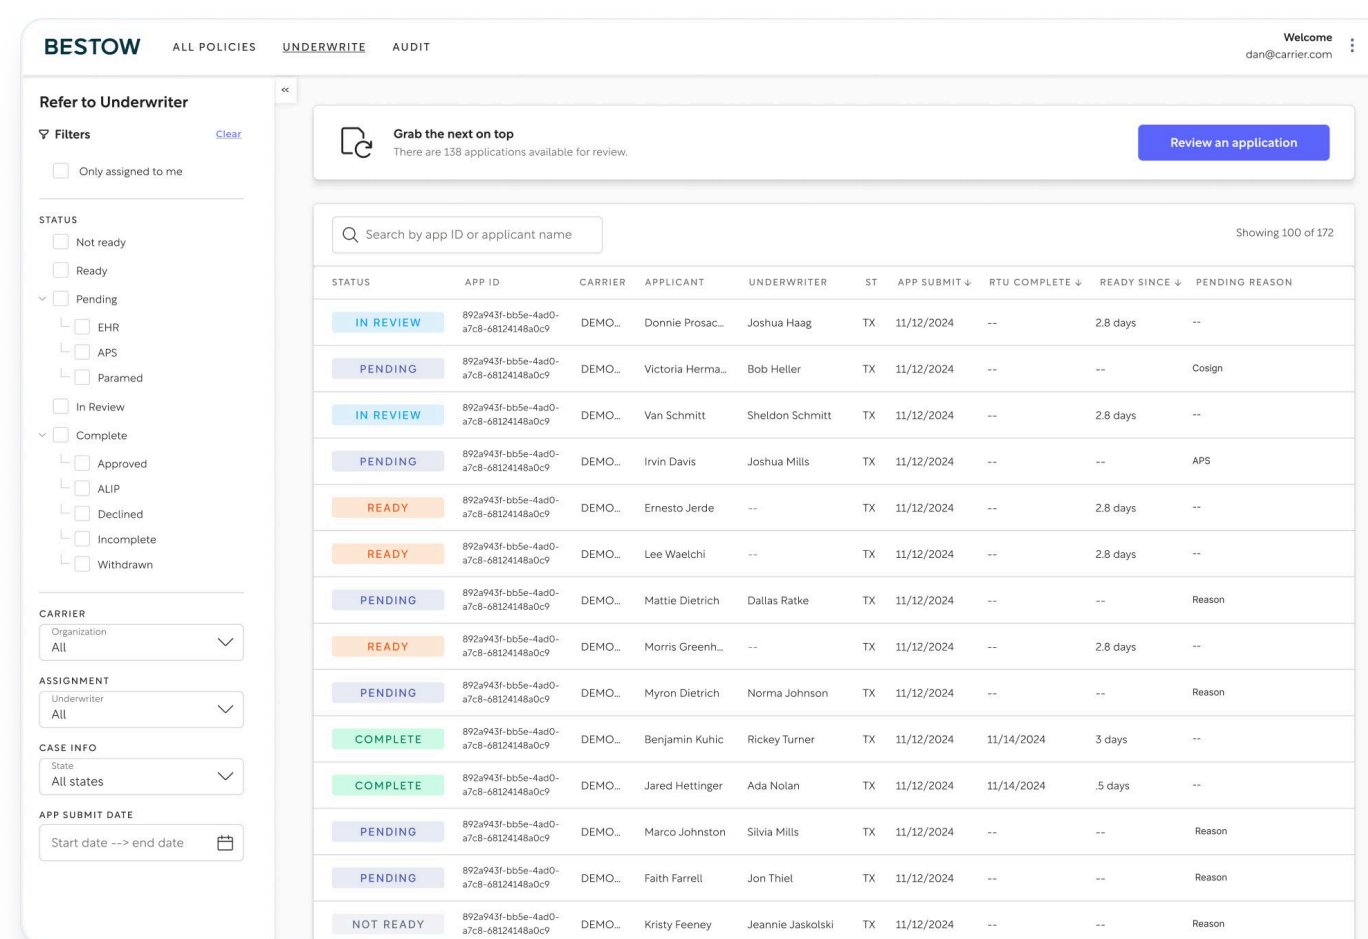 BESTOW ALL POLICIES UNDERWRITE AUDIT
Welcome
dan@carrier.com
Refer to Underwriter
Filters Clear
Only assigned to me
STATUS
Not ready
Ready
Pending
EHR
APS
Paramed
In Review
Complete
Approved
ALIP
Declined
Incomplete
Withdrawn
CARRIER
Organization
All
ASSIGNMENT
Underwriter
All
CASE INFO
State
All states
APP SUBMIT DATE
Start date --> end date
«
Grab the next on top
There are 138 applications available for review.
Review an application
Search by app ID or applicant name
Showing 100 of 172
STATUS APP ID CARRIER APPLICANT UNDERWRITER ST APP SUBMIT ↓ RTU COMPLETE ↓ READY SINCE ↓ PENDING REASON
IN REVIEW 892a943f-bb5e-4ad0-a7c8-68124148a0c9 DEMO... Donnie Prosac... Joshua Haag TX 11/12/2024 -- 2.8 days --
PENDING 892a943f-bb5e-4ad0-a7c8-68124148a0c9 DEMO... Victoria Herma... Bob Heller TX 11/12/2024 -- -- Cosign
IN REVIEW 892a943f-bb5e-4ad0-a7c8-68124148a0c9 DEMO... Van Schmitt Sheldon Schmitt TX 11/12/2024 -- 2.8 days --
PENDING 892a943f-bb5e-4ad0-a7c8-68124148a0c9 DEMO... Irvin Davis Joshua Mills TX 11/12/2024 -- -- APS
READY 892a943f-bb5e-4ad0-a7c8-68124148a0c9 DEMO... Ernesto Jerde -- TX 11/12/2024 -- 2.8 days --
READY 892a943f-bb5e-4ad0-a7c8-68124148a0c9 DEMO... Lee Waelchi -- TX 11/12/2024 -- 2.8 days --
PENDING 892a943f-bb5e-4ad0-a7c8-68124148a0c9 DEMO... Mattie Dietrich Dallas Ratke TX 11/12/2024 -- -- Reason
READY 892a943f-bb5e-4ad0-a7c8-68124148a0c9 DEMO... Morris Greenh... -- TX 11/12/2024 -- 2.8 days --
PENDING 892a943f-bb5e-4ad0-a7c8-68124148a0c9 DEMO... Myron Dietrich Norma Johnson TX 11/12/2024 -- -- Reason
COMPLETE 892a943f-bb5e-4ad0-a7c8-68124148a0c9 DEMO... Benjamin Kuhic Rickey Turner TX 11/12/2024 11/14/2024 3 days --
COMPLETE 892a943f-bb5e-4ad0-a7c8-68124148a0c9 DEMO... Jared Hettinger Ada Nolan TX 11/12/2024 11/14/2024 .5 days --
PENDING 892a943f-bb5e-4ad0-a7c8-68124148a0c9 DEMO... Marco Johnston Silvia Mills TX 11/12/2024 -- -- Reason
PENDING 892a943f-bb5e-4ad0-a7c8-68124148a0c9 DEMO... Faith Farrell Jon Thiel TX 11/12/2024 -- -- Reason
NOT READY 892a943f-bb5e-4ad0-a7c8-68124148a0c9 DEMO... Kristy Feeney Jeannie Jaskolski TX 11/12/2024 -- -- Reason